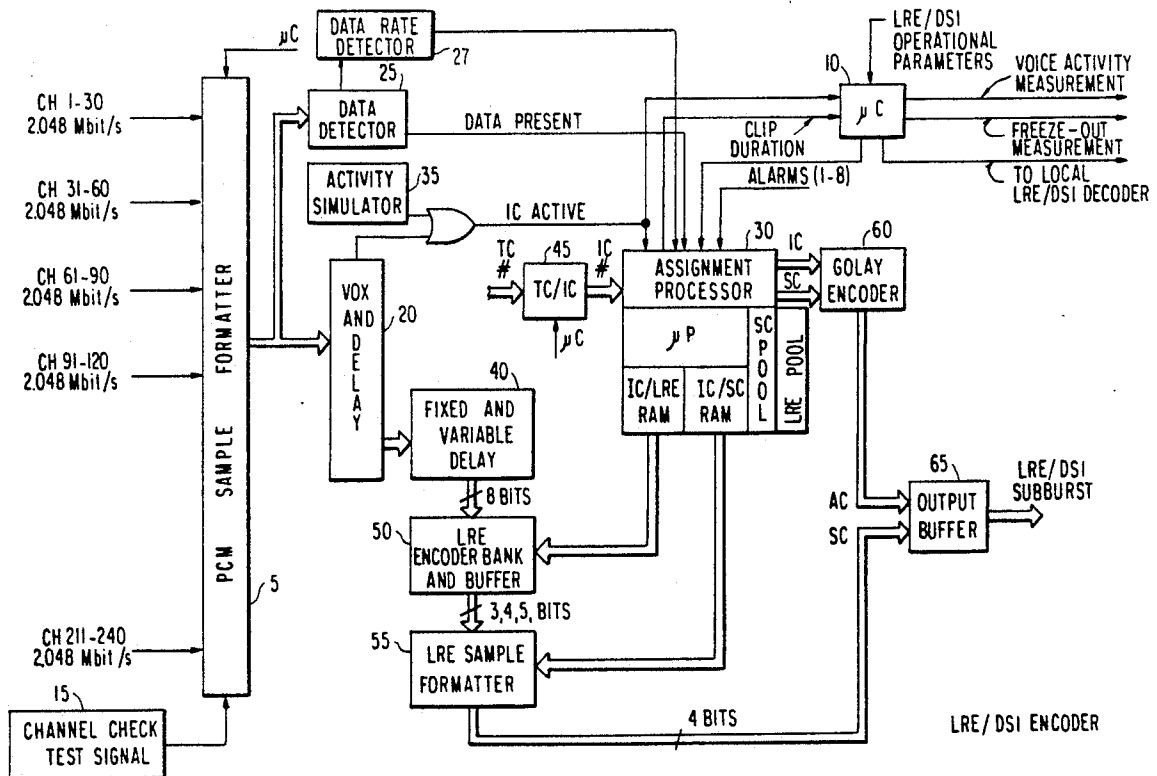 μC
DATA RATE
DETECTOR
27
25
DATA
DETECTOR
DATA PRESENT
ACTIVITY
SIMULATOR
35
IC ACTIVE
LRE/DSI
OPERATIONAL
PARAMETERS
10
μC
VOICE ACTIVITY
MEASUREMENT
FREEZE-OUT
MEASUREMENT
TO LOCAL
LRE/DSI DECODER
CLIP
DURATION
ALARMS (1-8)
CH 1-30
2.048 Mbit/s
CH 31-60
2.048 Mbit/s
CH 61-90
2.048 Mbit/s
CH 91-120
2.048 Mbit/s
CH 211-240
2,048 Mbit/s
PCM SAMPLE FORMATTER
5
15
CHANNEL CHECK
TEST SIGNAL
VOX AND DELAY
20
TC
#
45
TC/IC
μC
IC
#
30
ASSIGNMENT
PROCESSOR
μP
IC/LRE
RAM
IC/SC
RAM
SC POOL
LRE POOL
IC
SC
60
GOLAY
ENCODER
40
FIXED AND
VARIABLE
DELAY
8 BITS
50
LRE
ENCODER BANK
AND BUFFER
3,4,5, BITS
55
LRE SAMPLE
FORMATTER
4 BITS
AC
SC
65
OUTPUT
BUFFER
LRE/DSI
SUBBURST
LRE/DSI ENCODER